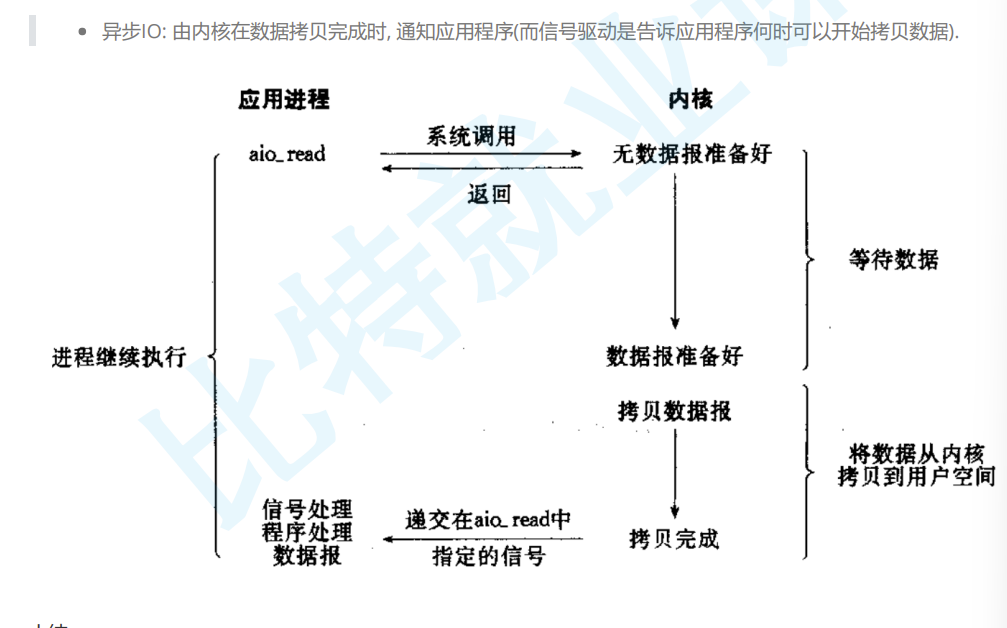 异步IO: 由内核在数据拷贝完成时, 通知应用程序(而信号驱动是告诉应用程序何时可以开始拷贝数据).
应用进程
内核
aio_read
系统调用
无数据报准备好
返回
等待数据
进程继续执行
数据报准备好
拷贝数据报
将数据从内核
拷贝到用户空间
信号处理
程序处理
数据报
递交在aio_read中
指定的信号
拷贝完成
比特就业